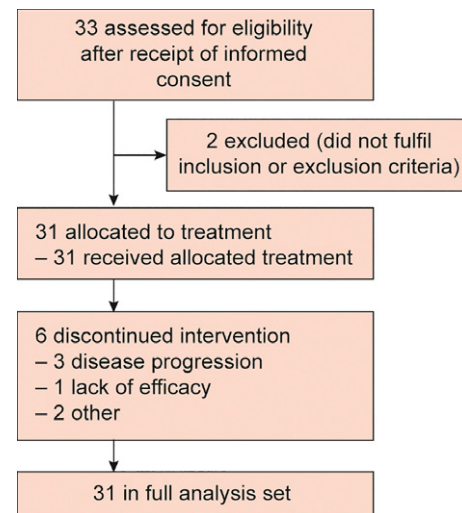 33 assessed for eligibility
after receipt of informed
consent
2 excluded (did not fulfil
inclusion or exclusion criteria)
31 allocated to treatment
– 31 received allocated treatment
6 discontinued intervention
– 3 disease progression
– 1 lack of efficacy
– 2 other
31 in full analysis set